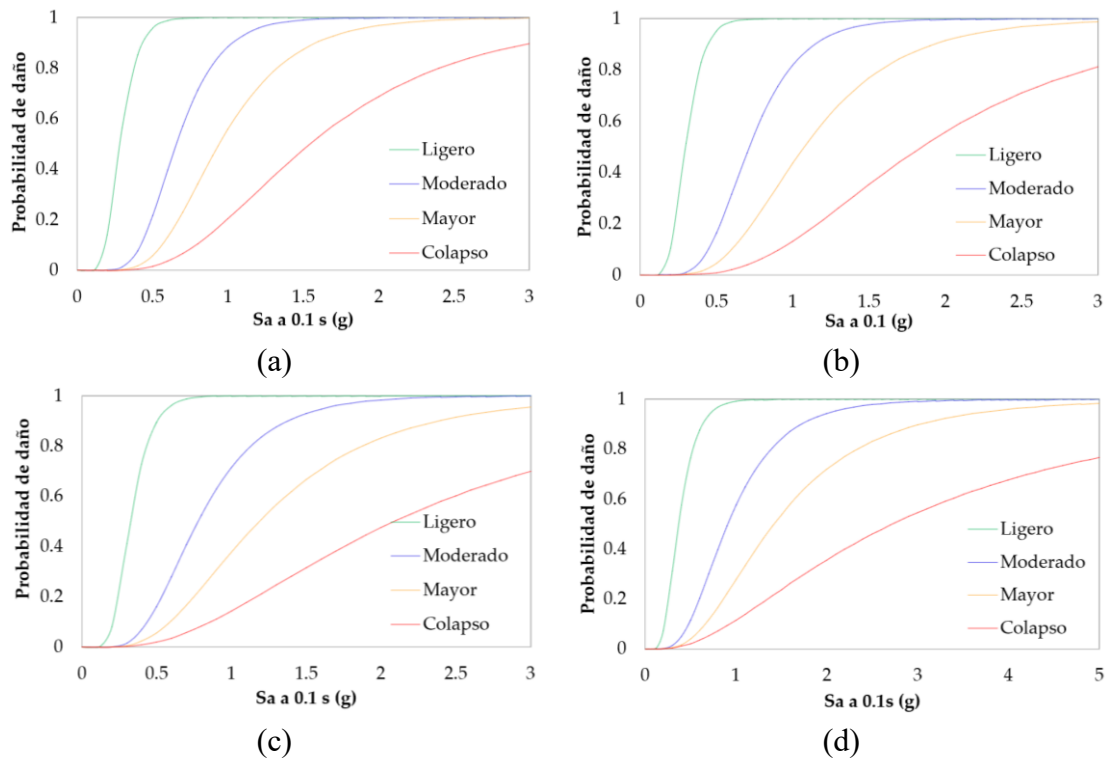 Probabilidad de daño
1
0.8
0.6
0.4
0.2
0
Ligero
Moderado
Mayor
Colapso
0 0.5 1 1.5 2 2.5 3
Sa a 0.1 s (g)
(a)
Probabilidad de daño
1
0.8
0.6
0.4
0.2
0
Ligero
Moderado
Mayor
Colapso
0 0.5 1 1.5 2 2.5 3
Sa a 0.1 (g)
(b)
Probabilidad de daño
1
0.8
0.6
0.4
0.2
0
Ligero
Moderado
Mayor
Colapso
0 0.5 1 1.5 2 2.5 3
Sa a 0.1 s (g)
(c)
Probabilidad de daño
1
0.8
0.6
0.4
0.2
0
Ligero
Moderado
Mayor
Colapso
0 1 2 3 4 5
Sa a 0.1s (g)
(d)